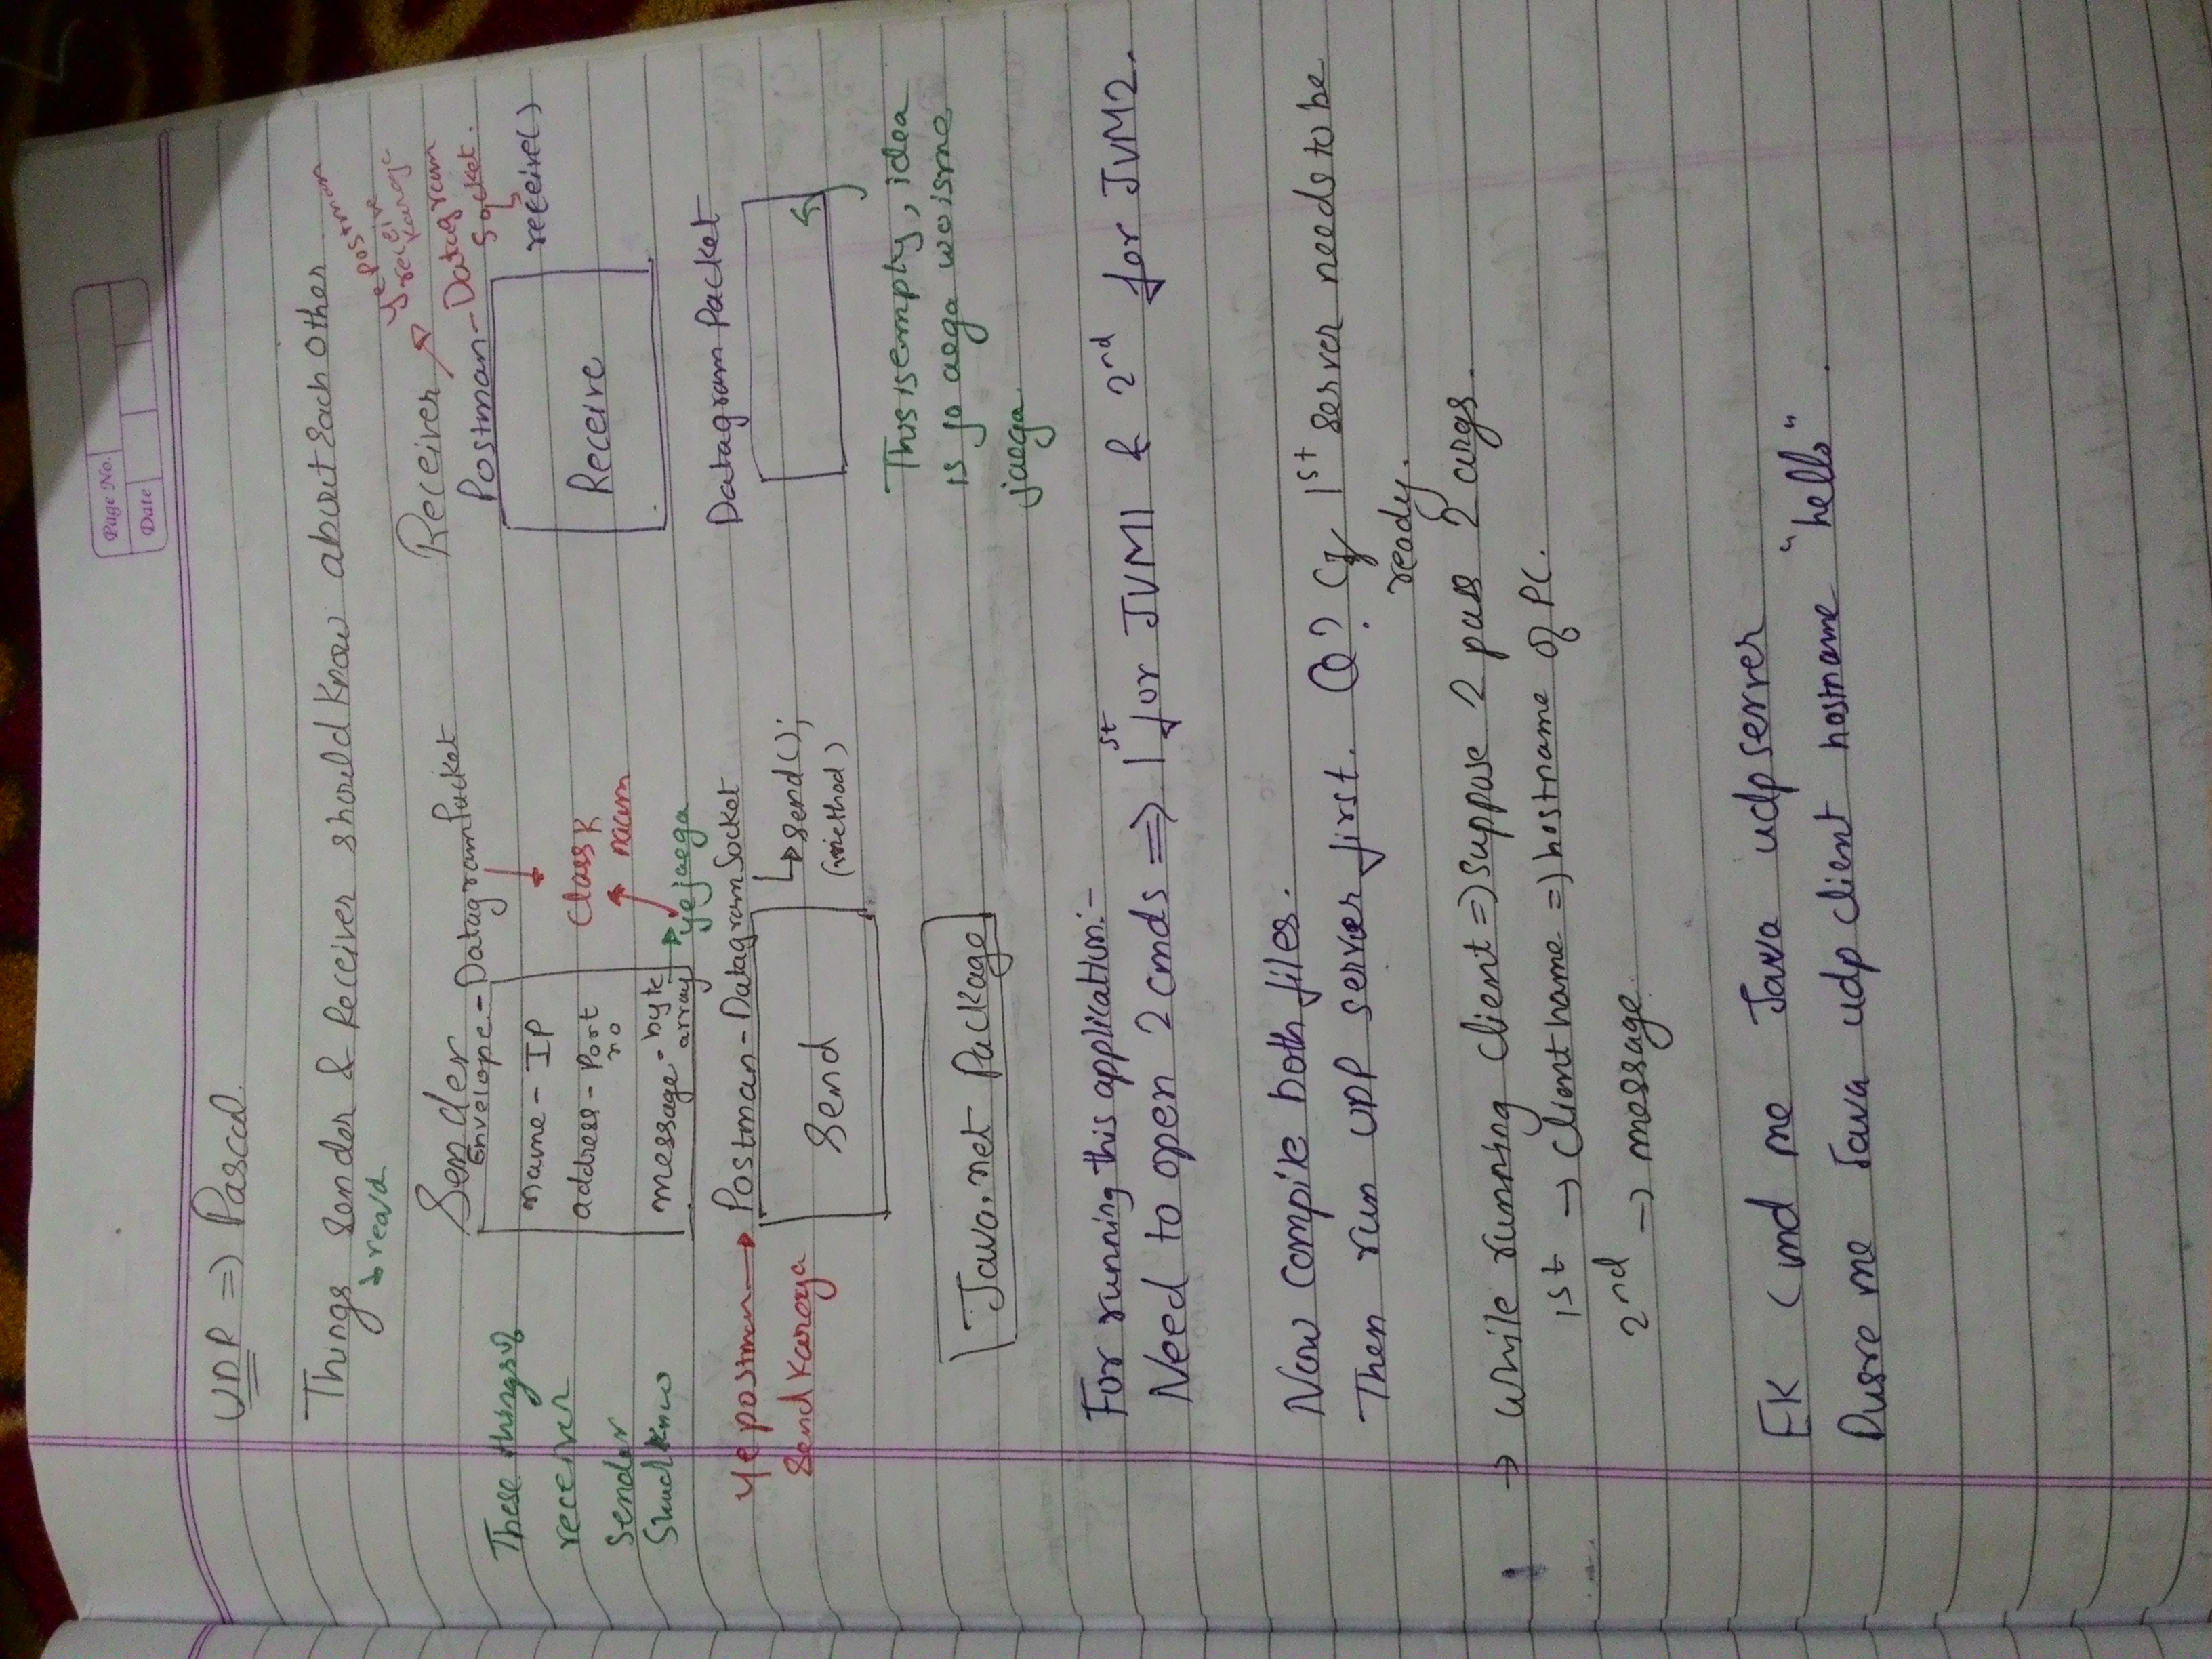 Page No.
Date
UDP => Pascal.
Things Sender & Receiver should know about Each Other
Sender
Envelope - DatagramPacket
These things of
receiver
Sender
name - IP
address - Port
no
message - byte
array
Class k
naam
ye jaega
Ye postman
Send Karega
Postman - DatagramSocket
Send
send();
(method)
Receiver
ye postman
receive
karega
Postman - Datagram
Socket.
receive()
Receive
Datagram Packet
This is empty, idea
is jo aega wo isme
jaega.
Java.net Package
For running this application:-
Need to open 2 cmds => 1st for JVM1 & 2nd for JVM2.
Now compile both files.
Then run UDP server first. Q? Cz 1st server needs to be
ready.
→ While running client => suppose 2 pass 2 args.
1st → Client name => hostname of PC.
2nd → message.
EK Cmd me Java udpserver
Dusre me Java udp client hostname "hello".